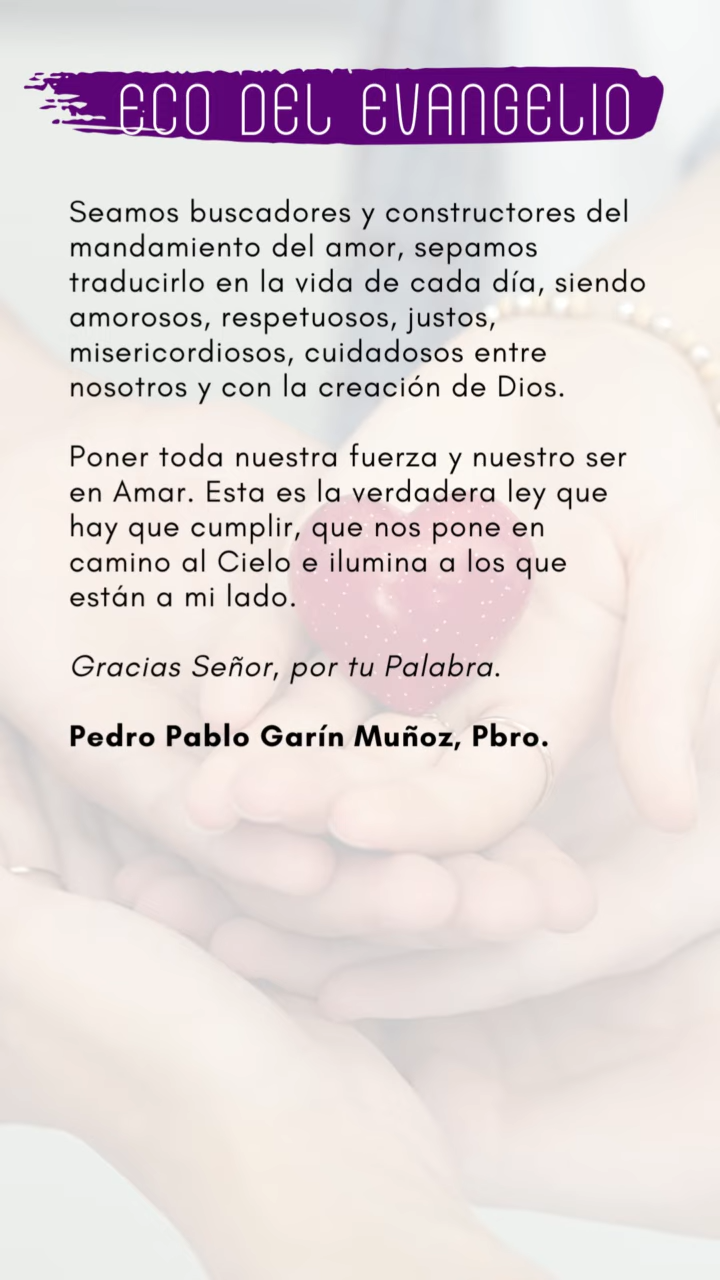 ECO DEL EVANGELIO
Seamos buscadores y constructores del
mandamiento del amor, sepamos
traducirlo en la vida de cada día, siendo
amorosos, respetuosos, justos,
misericordiosos, cuidadosos entre
nosotros y con la creación de Dios.
Poner toda nuestra fuerza y nuestro ser
en Amar. Esta es la verdadera ley que
hay que cumplir, que nos pone en
camino al Cielo e ilumina a los que
están a mi lado.
Gracias Señor, por tu Palabra.
Pedro Pablo Garín Muñoz, Pbro.